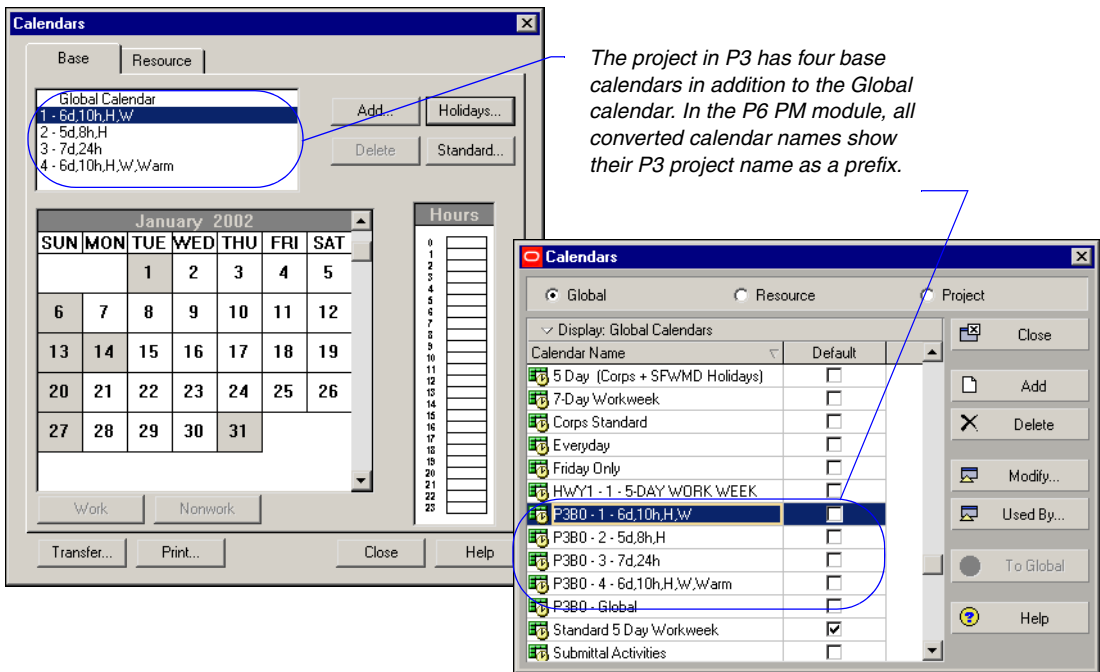 Calendars
Base
Resource
Global Calendar
1 - 6d,10h,H,W
2 - 5d,8h,H
3 - 7d,24h
4 - 6d,10h,H,W,Warm
Add...
Holidays...
Delete
Standard...
January 2002
SUN MON TUE WED THU FRI SAT
1 2 3 4 5
6 7 8 9 10 11 12
13 14 15 16 17 18 19
20 21 22 23 24 25 26
27 28 29 30 31
Hours
0
1
2
3
4
5
6
7
8
9
10
11
12
13
14
15
16
17
18
19
20
21
22
23
Work
Nonwork
Transfer...
Print...
Close
Help
The project in P3 has four base
calendars in addition to the Global
calendar. In the P6 PM module, all
converted calendar names show
their P3 project name as a prefix.
Calendars
Global
Resource
Project
Display: Global Calendars
Calendar Name
Default
5 Day (Corps + SFWMD Holidays)
7-Day Workweek
Corps Standard
Everyday
Friday Only
HWY1 - 1 - 5-DAY WORK WEEK
P3B0 - 1 - 6d,10h,H,W
P3B0 - 2 - 5d,8h,H
P3B0 - 3 - 7d,24h
P3B0 - 4 - 6d,10h,H,W,Warm
P3B0 - Global
Standard 5 Day Workweek
Submittal Activities
Close
Add
Delete
Modify...
Used By...
To Global
Help